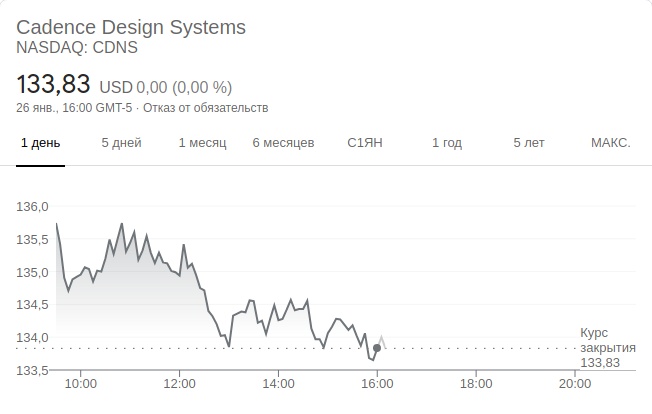 Cadence Design Systems
NASDAQ: CDNS
133,83 USD 0,00 (0,00 %)
26 янв., 16:00 GMT-5 · Отказ от обязательств
1 день 5 дней 1 месяц 6 месяцев С1ЯН 1 год 5 лет МАКС.
136,0
135,5
135,0
134,5
134,0
133,5
Курс
закрытия
133,83
10:00 12:00 14:00 16:00 18:00 20:00